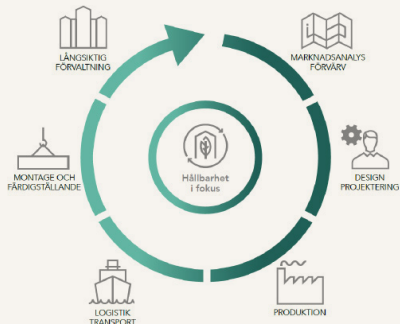 LÅNGSIKTIG
FÖRVALTNING
MARKNADSANALYS
FÖRVÄRV
Hållbarhet
i fokus
MONTAGE OCH
FÄRDIGSTÄLLANDE
DESIGN
PROJEKTERING
LOGISTIK
TRANSPORT
PRODUKTION